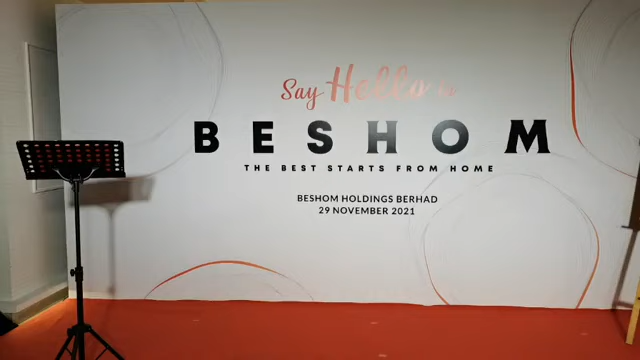 Say Hello to
BESHOM
THE BEST STARTS FROM HOME
BESHOM HOLDINGS BERHAD
29 NOVEMBER 2021